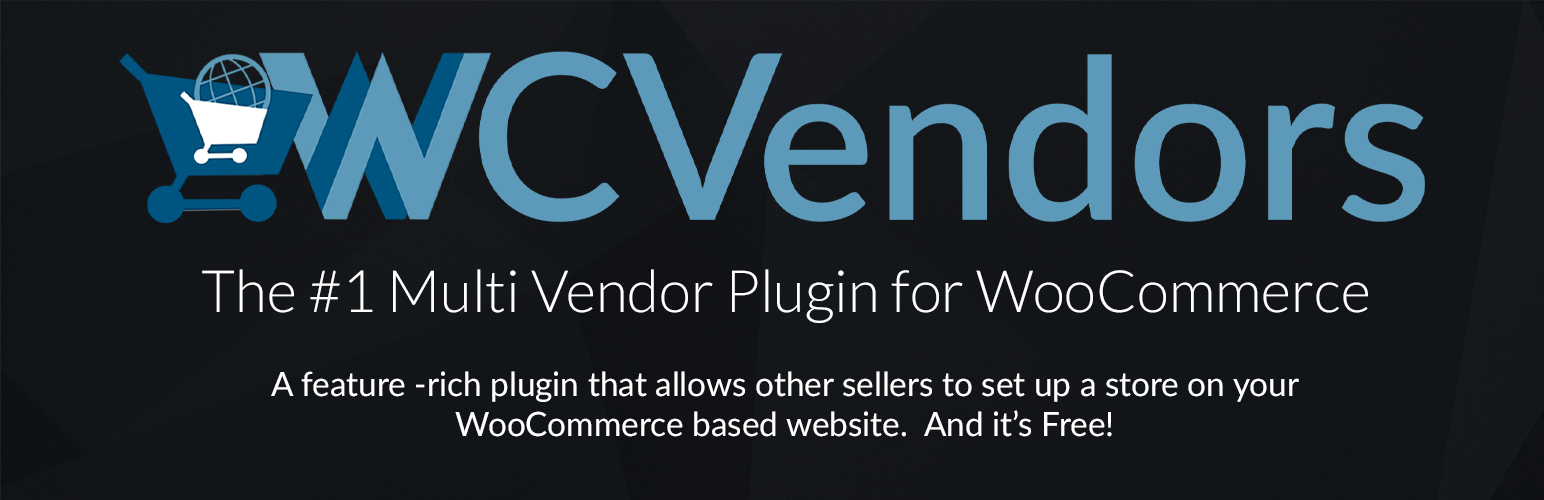 WCVendors
The #1 Multi Vendor Plugin for WooCommerce
A feature -rich plugin that allows other sellers to set up a store on your
WooCommerce based website.  And it’s Free!